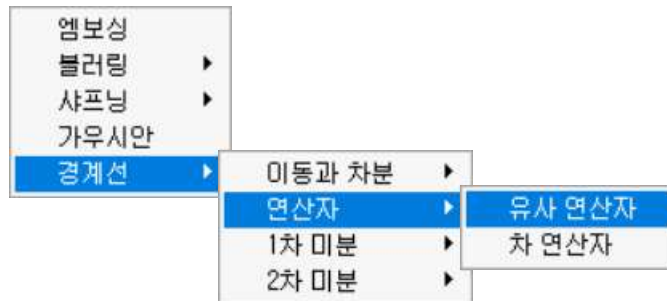 엠보싱
블러링
샤프닝
가우시안
경계선
이동과 차분
연산자
1차 미분
2차 미분
유사 연산자
차 연산자